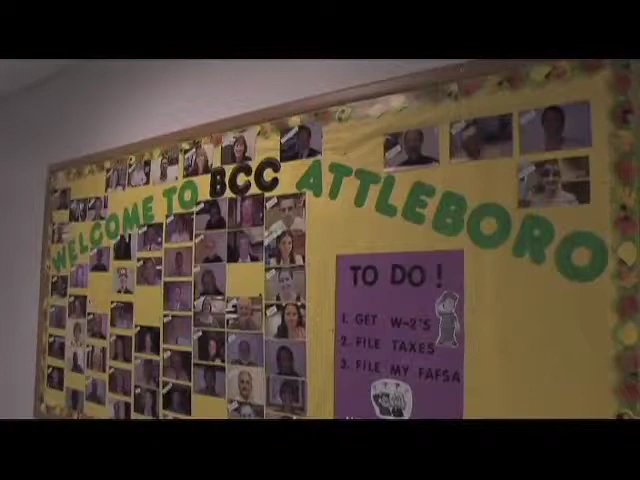 WELCOME TO BCC ATTLEBORO
TO DO!
1. GET W-2'S
2. FILE TAXES
3. FILE MY FAFSA